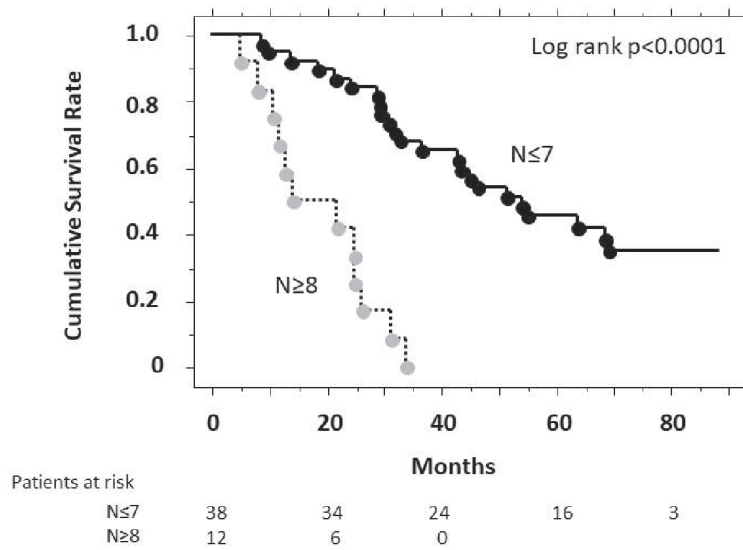 1.0
0.8
0.6
0.4
0.2
0
Cumulative Survival Rate
Log rank p<0.0001
N≤7
N≥8
0 20 40 60 80
Months
Patients at risk
N≤7 38 34 24 16 3
N≥8 12 6 0